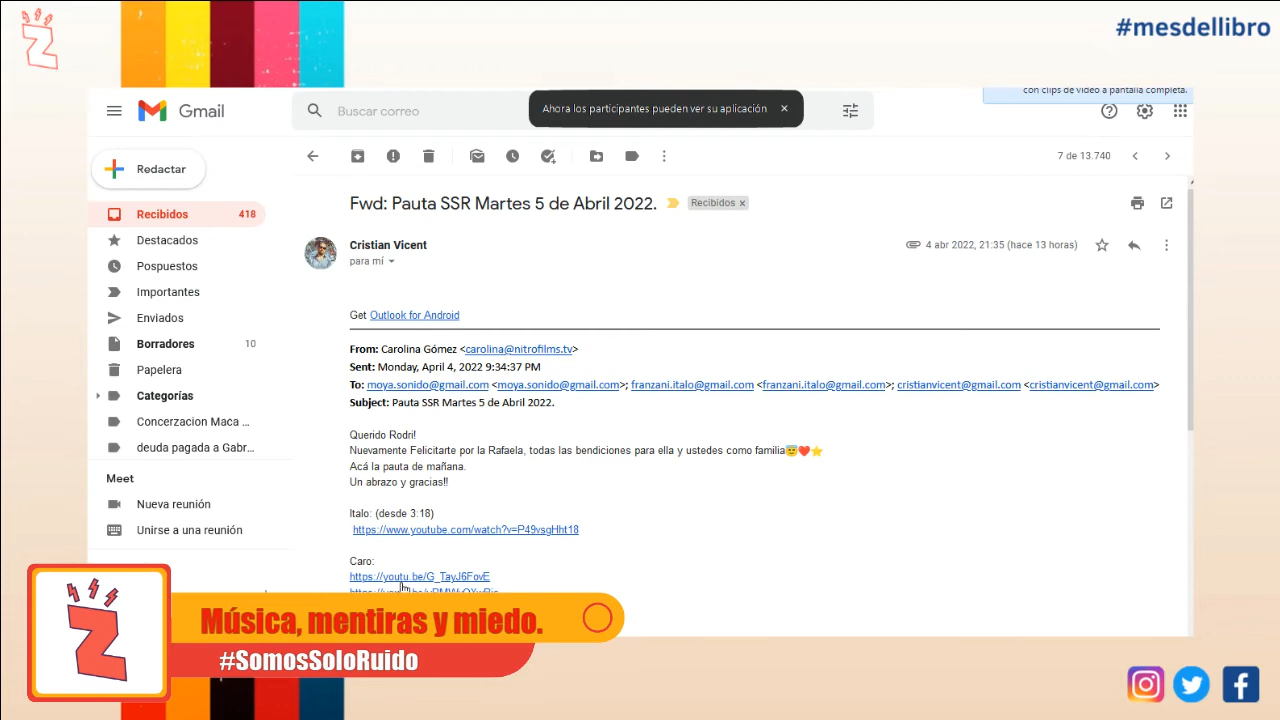 #mesdellibro
con clips de video a pantalla completa.
Gmail
Buscar correo
Ahora los participantes pueden ver su aplicación
Redactar
7 de 13.740
Recibidos 418
Destacados
Pospuestos
Importantes
Enviados
Borradores 10
Papelera
Categorías
Concerzacion Maca ...
deuda pagada a Gabr...
Meet
Nueva reunión
Unirse a una reunión
Fwd: Pauta SSR Martes 5 de Abril 2022.
Recibidos x
Cristian Vicent
4 abr 2022, 21:35 (hace 13 horas)
para mí
Get Outlook for Android
From: Carolina Gómez <carolina@nitrofilms.tv>
Sent: Monday, April 4, 2022 9:34:37 PM
To: moya.sonido@gmail.com <moya.sonido@gmail.com>; franzani.italo@gmail.com <franzani.italo@gmail.com>; cristianvicent@gmail.com <cristianvicent@gmail.com>
Subject: Pauta SSR Martes 5 de Abril 2022.
Querido Rodri!
Nuevamente Felicitarte por la Rafaela, todas las bendiciones para ella y ustedes como familia😇❤️⭐
Acá la pauta de mañana.
Un abrazo y gracias!!
Italo: (desde 3:18)
https://www.youtube.com/watch?v=P49vsgHht18
Caro:
https://youtu.be/G_TayJ6FovE
Música, mentiras y miedo.
#SomosSoloRuido